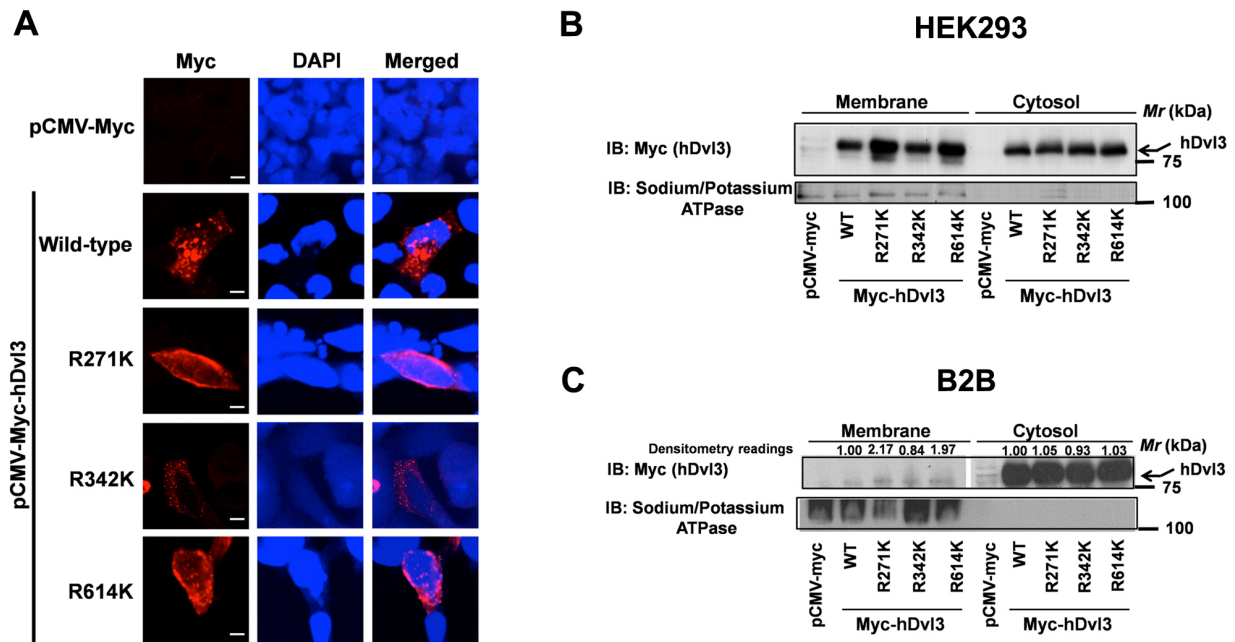 A
Myc DAPI Merged
pCMV-Myc
pCMV-Myc-hDvl3
Wild-type
R271K
R342K
R614K
B
HEK293
Membrane Cytosol Mr (kDa)
IB: Myc (hDvl3) hDvl3
75
IB: Sodium/Potassium
ATPase 100
pCMV-myc WT R271K R342K R614K pCMV-myc WT R271K R342K R614K
Myc-hDvl3 Myc-hDvl3
C
B2B
Membrane Cytosol
Densitometry readings 1.00 2.17 0.84 1.97 1.00 1.05 0.93 1.03 Mr (kDa)
IB: Myc (hDvl3) hDvl3
75
IB: Sodium/Potassium
ATPase 100
pCMV-myc WT R271K R342K R614K pCMV-myc WT R271K R342K R614K
Myc-hDvl3 Myc-hDvl3